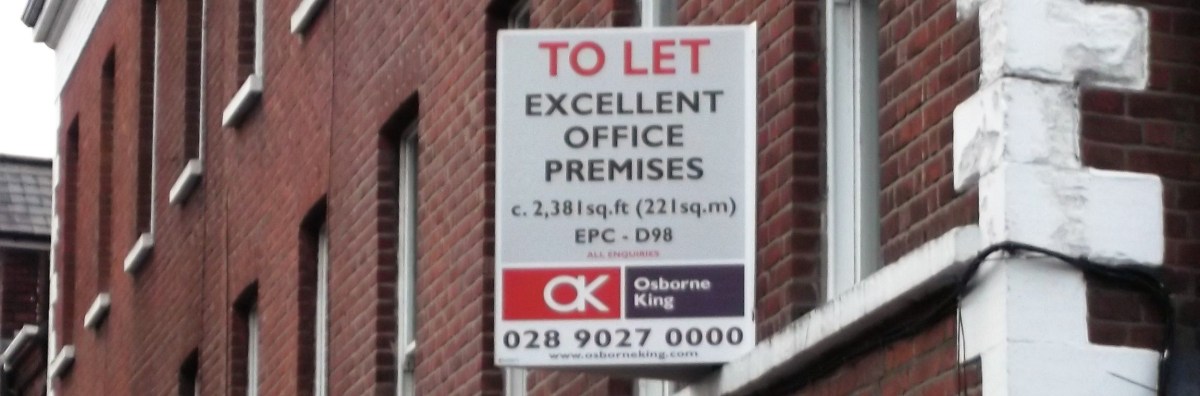 TO LET
EXCELLENT
OFFICE
PREMISES
c. 2,381sq.ft (221sq.m)
EPC - D98
ALL ENQUIRIES
OK Osborne
King
028 9027 0000
www.osborneking.com